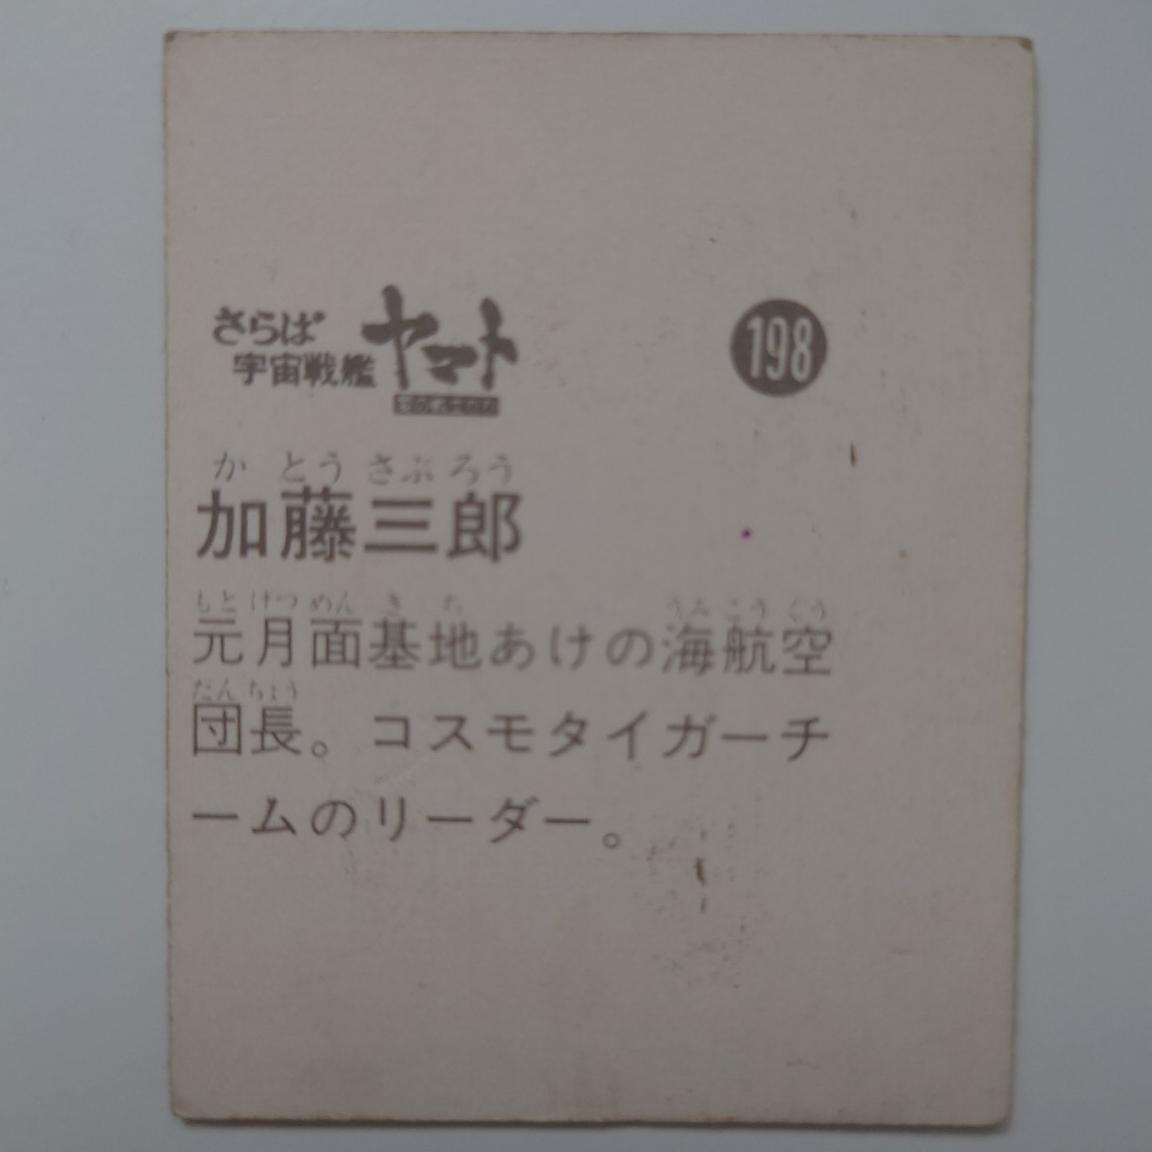 さらば
宇宙戦艦
ヤマト
198
かとうさぶろう
加藤三郎
もとけつめんきち うみこうくう
元月面基地あけの海航空
だんちょう
団長。コスモタイガーチ
ームのリーダー。